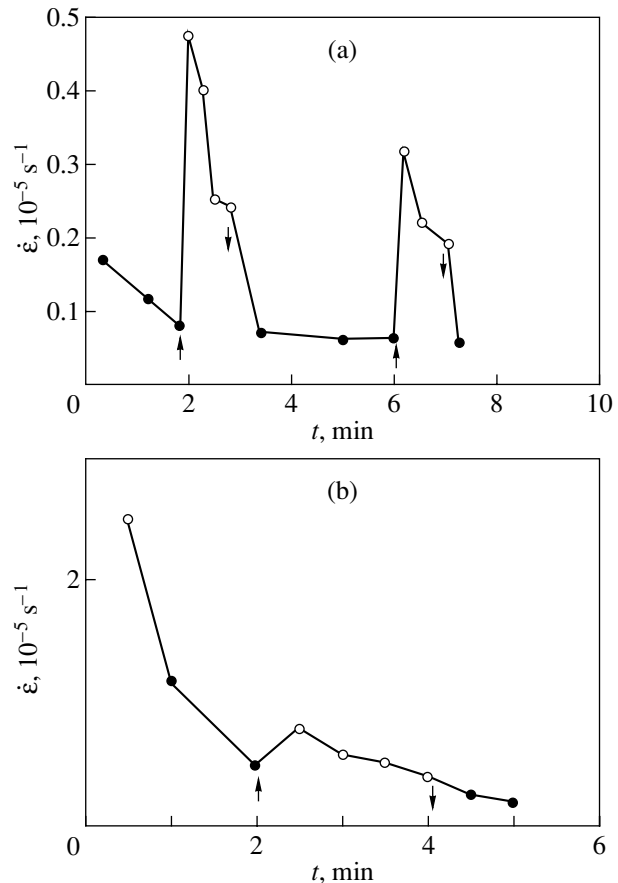 (a)
0.5
0.4
0.3
0.2
0.1
0 2 4 6 8 10
ε̇, 10⁻⁵ s⁻¹
t, min
(b)
2
ε̇, 10⁻⁵ s⁻¹
0 2 4 6
t, min